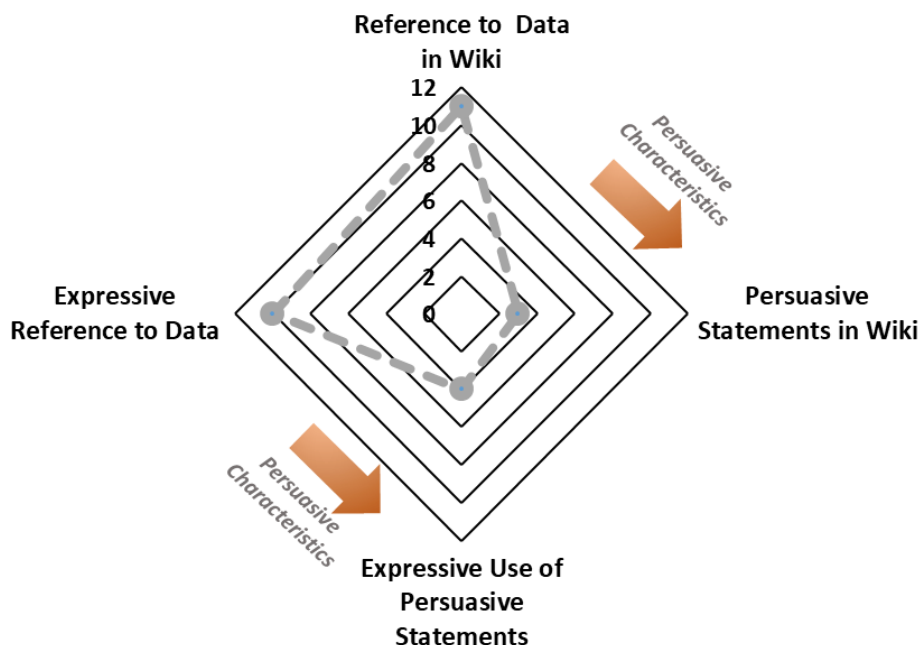 Reference to Data
in Wiki
12
10
8
6
4
2
0
Persuasive
Characteristics
Expressive
Reference to Data
Persuasive
Statements in Wiki
Persuasive
Characteristics
Expressive Use of
Persuasive
Statements